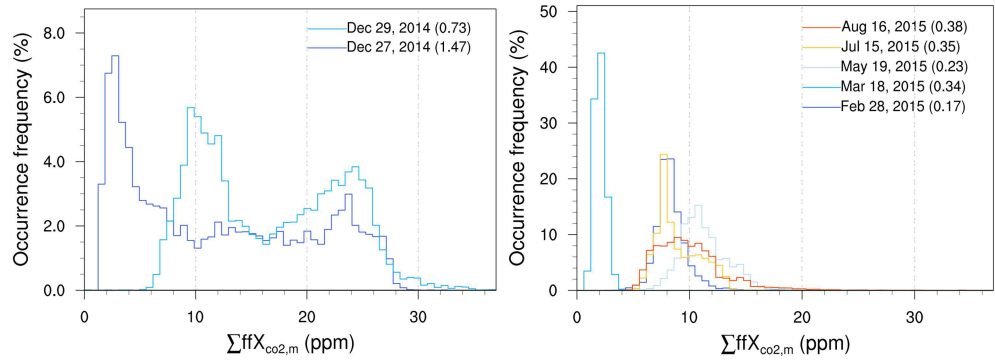 Occurrence frequency (%)
8.0
6.0
4.0
2.0
0.0
Dec 29, 2014 (0.73)
Dec 27, 2014 (1.47)
0 10 20 30
∑ffXco2,m (ppm)
Occurrence frequency (%)
50
40
30
20
10
0
Aug 16, 2015 (0.38)
Jul 15, 2015 (0.35)
May 19, 2015 (0.23)
Mar 18, 2015 (0.34)
Feb 28, 2015 (0.17)
0 10 20 30
∑ffXco2,m (ppm)